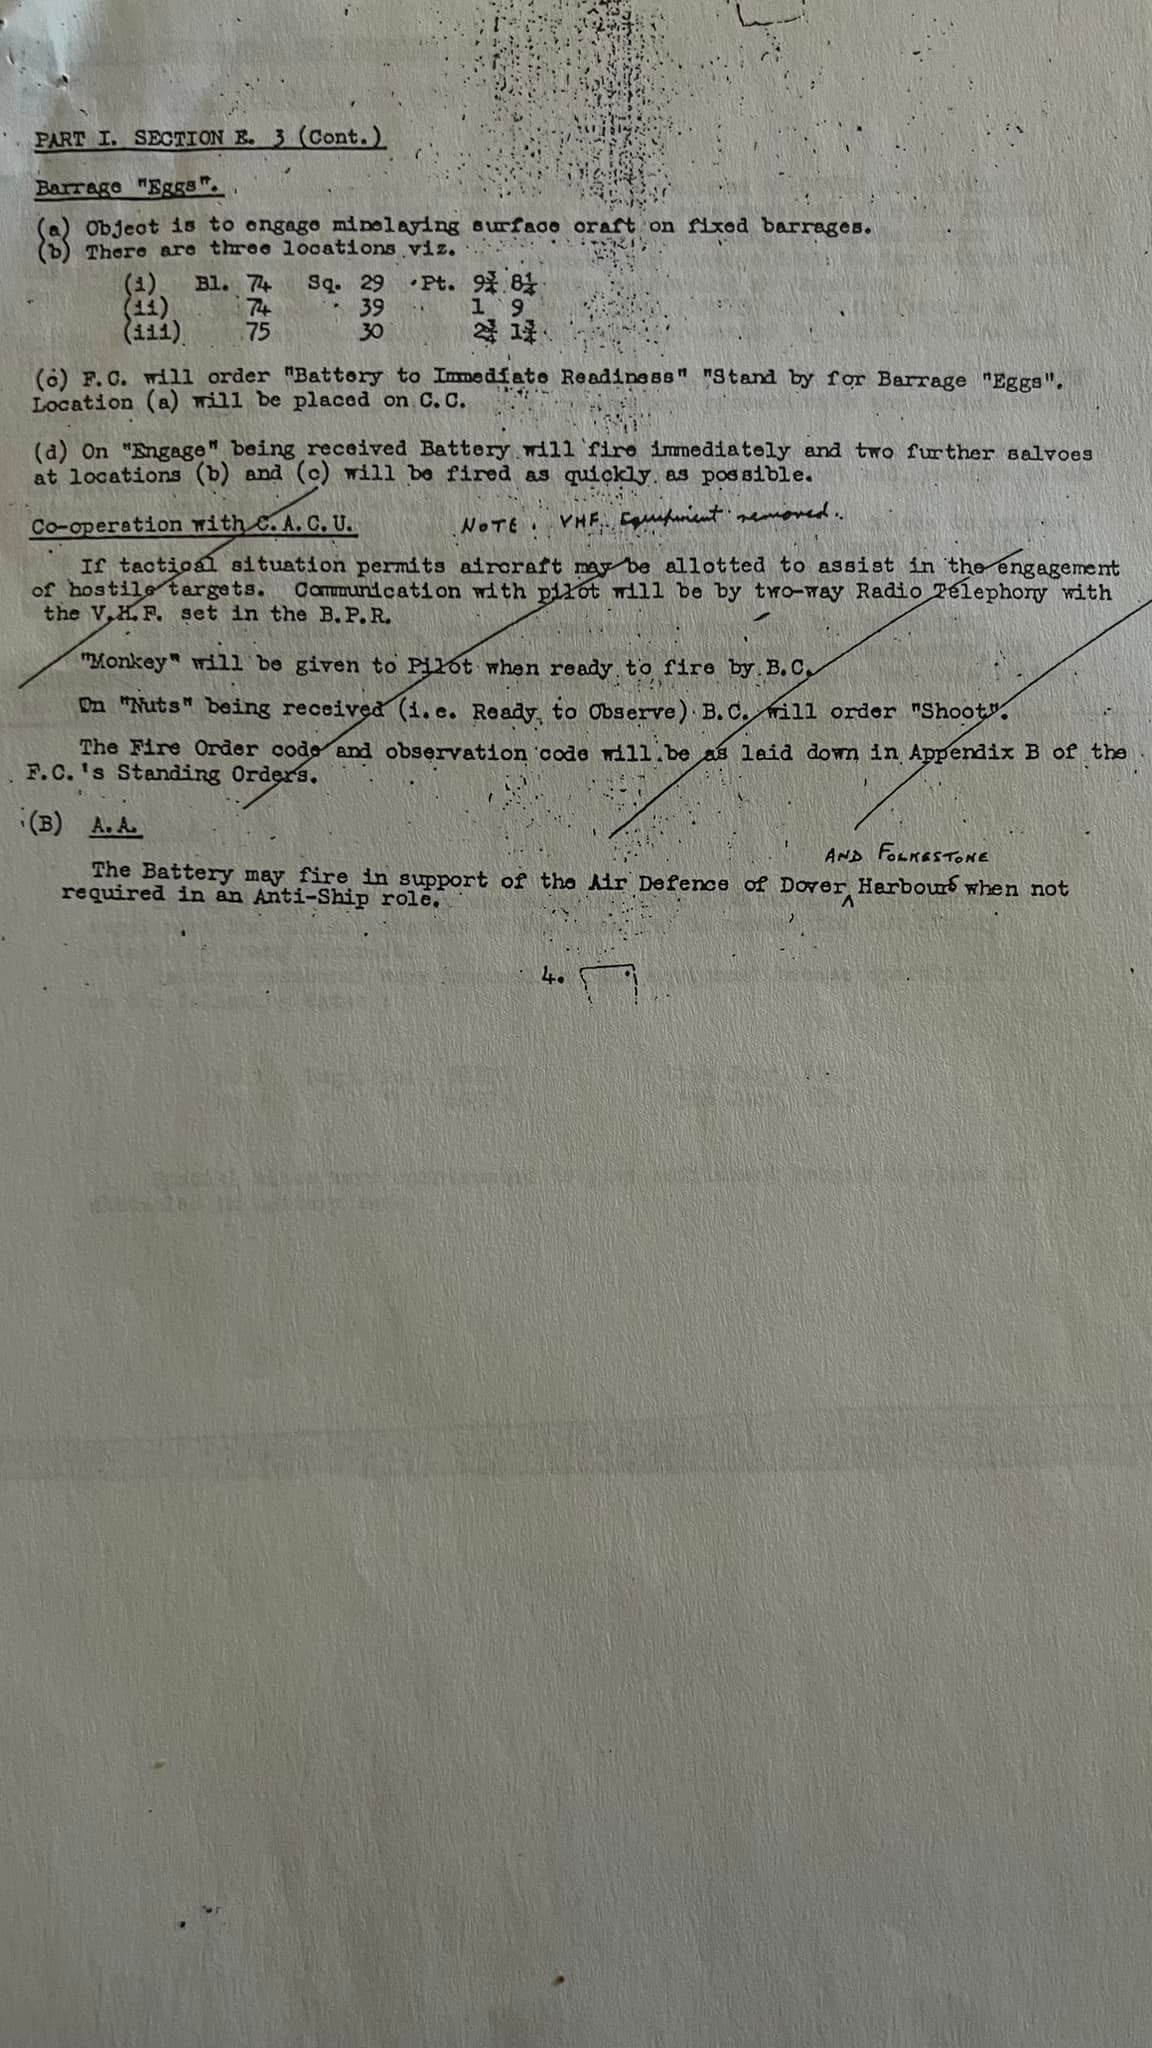 PART I. SECTION E. 3 (Cont.)
Barrage "Eggs".
(a) Object is to engage minelaying surface craft on fixed barrages.
(b) There are three locations viz.
(i) Bl. 74 Sq. 29 Pt. 9¾ 8¼
(ii) 74 39 1 9
(iii) 75 30 2¾ 1¾
(c) F.C. will order "Battery to Immediate Readiness" "Stand by for Barrage "Eggs".
Location (a) will be placed on C.C.
(d) On "Engage" being received Battery will fire immediately and two further salvoes
at locations (b) and (c) will be fired as quickly as possible.
Co-operation with C.A.C.U. NOTE: VHF Equipment removed.
If tactical situation permits aircraft may be allotted to assist in the engagement
of hostile targets. Communication with pilot will be by two-way Radio Telephony with
the V.H.F. set in the B.P.R.
"Monkey" will be given to Pilot when ready to fire by B.C.
On "Nuts" being received (i.e. Ready to Observe) B.C. will order "Shoot".
The Fire Order code and observation code will be as laid down in Appendix B of the
F.C.'s Standing Orders.
(B) A.A.
AND FOLKESTONE
The Battery may fire in support of the Air Defence of Dover Harbours when not
required in an Anti-Ship role.
4.